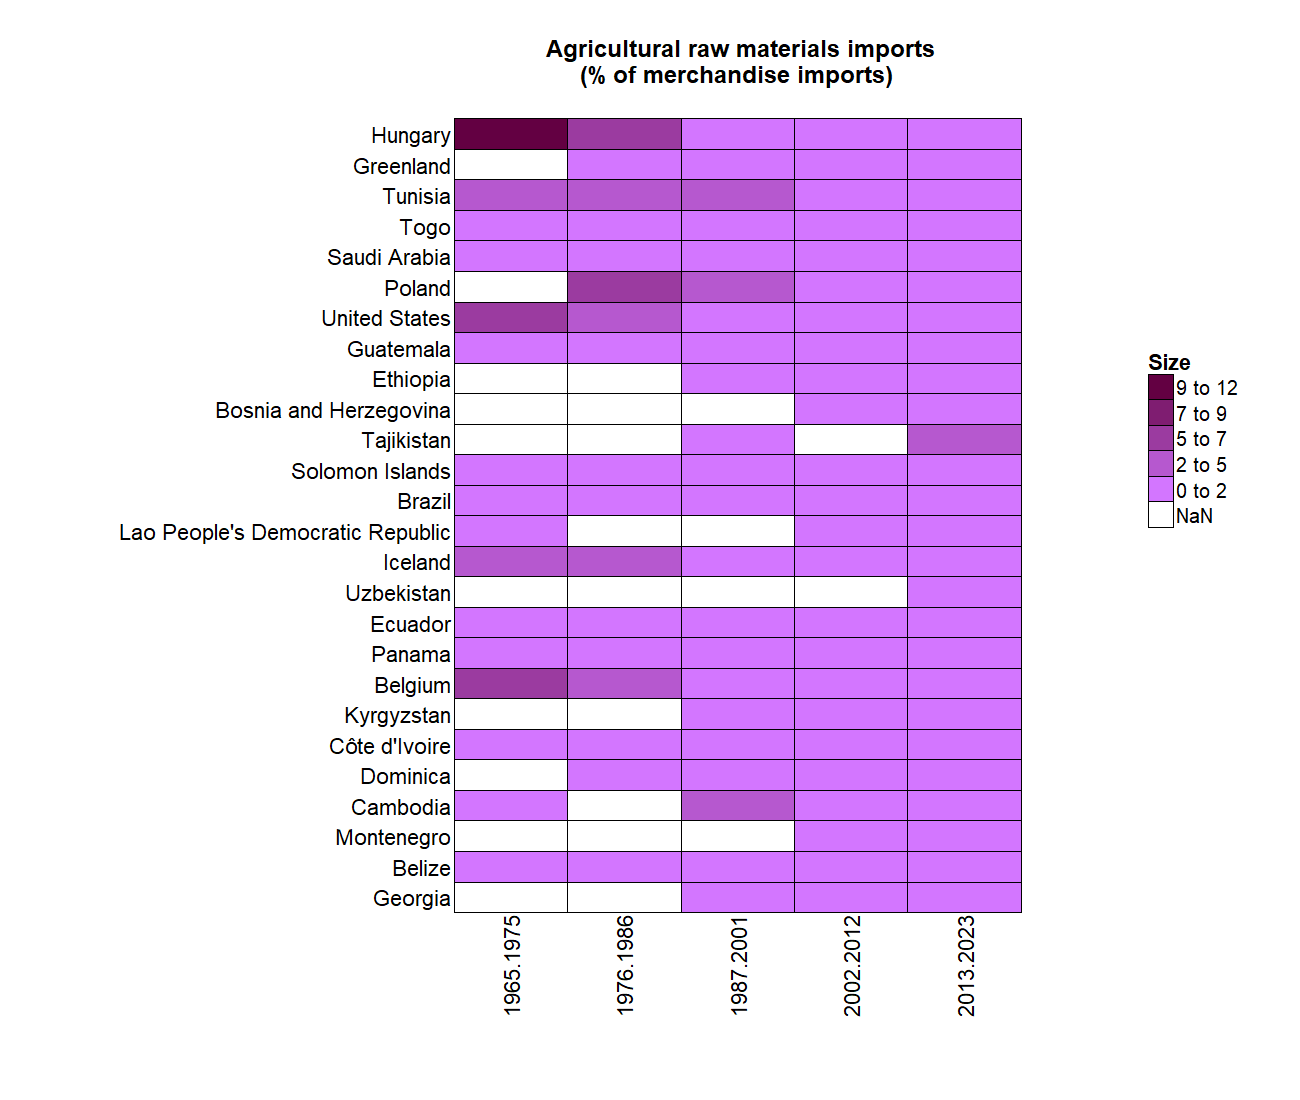 Agricultural raw materials imports
(% of merchandise imports)
Hungary
Greenland
Tunisia
Togo
Saudi Arabia
Poland
United States
Guatemala
Ethiopia
Bosnia and Herzegovina
Tajikistan
Solomon Islands
Brazil
Lao People's Democratic Republic
Iceland
Uzbekistan
Ecuador
Panama
Belgium
Kyrgyzstan
Côte d'Ivoire
Dominica
Cambodia
Montenegro
Belize
Georgia
1965.1975
1976.1986
1987.2001
2002.2012
2013.2023
Size
9 to 12
7 to 9
5 to 7
2 to 5
0 to 2
NaN